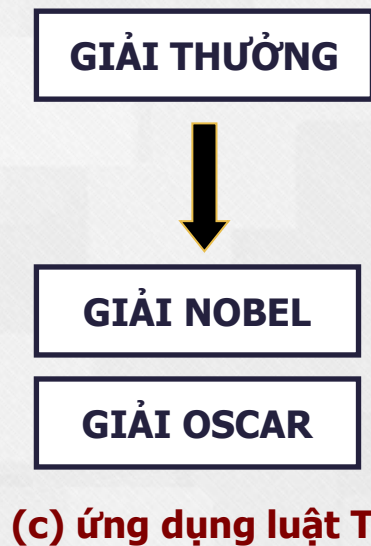 GIẢI THƯỞNG
GIẢI NOBEL
GIẢI OSCAR
(c) ứng dụng luật T